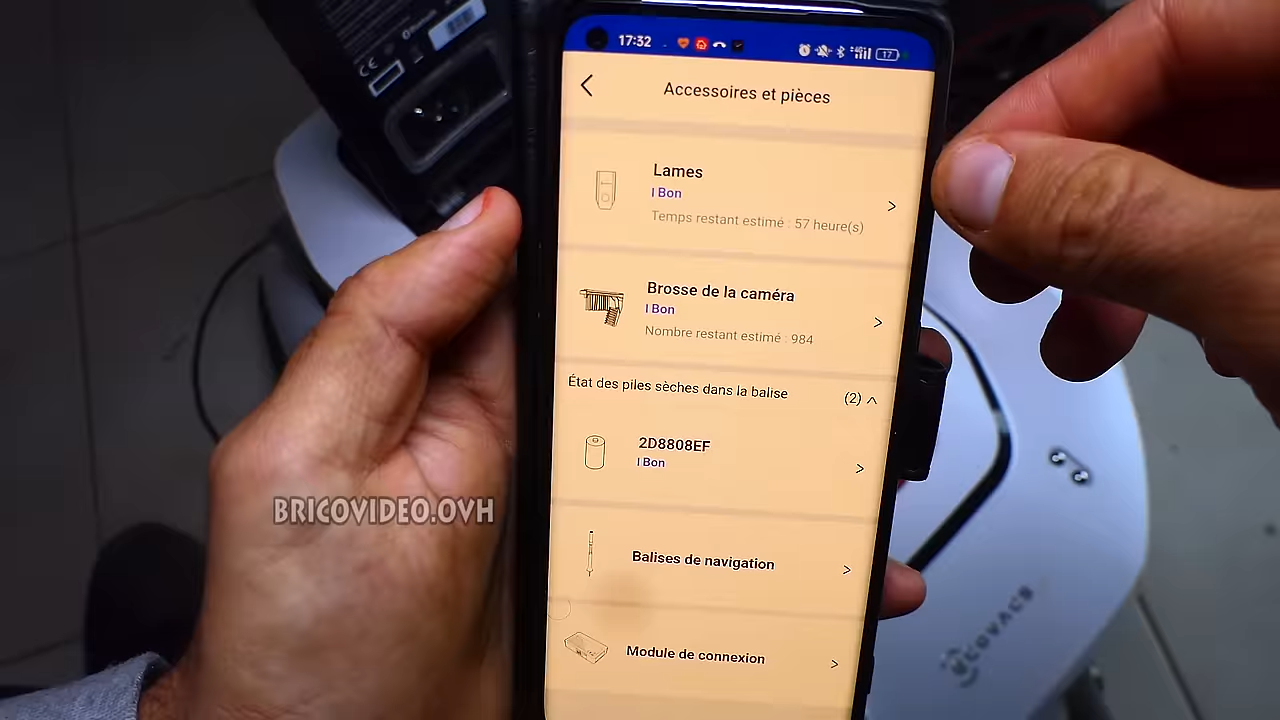 17:32
17
Accessoires et pièces
Lames
I Bon
Temps restant estimé : 57 heure(s)
Brosse de la caméra
I Bon
Nombre restant estimé : 984
État des piles sèches dans la balise (2)
2D8808EF
I Bon
Balises de navigation
Module de connexion
BRICOVIDEO.OVH
ECOVACS
CE